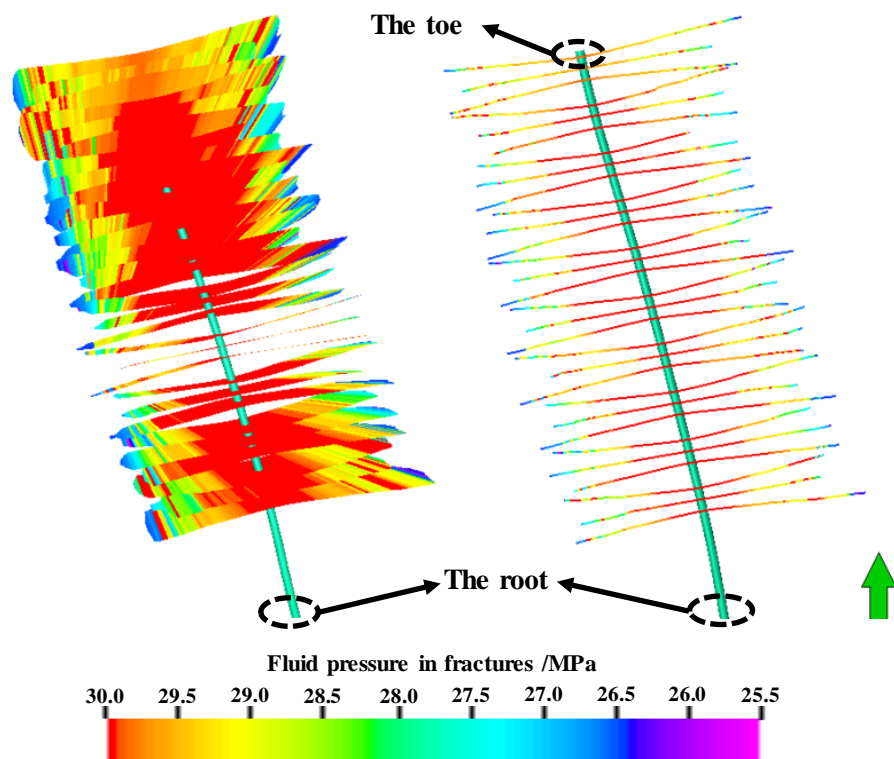 The toe
The root
Fluid pressure in fractures /MPa
30.0 29.5 29.0 28.5 28.0 27.5 27.0 26.5 26.0 25.5